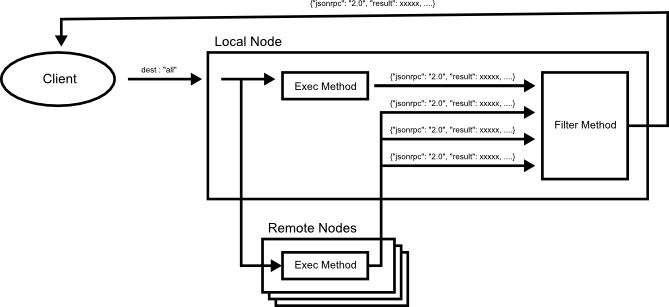 {"jsonrpc": "2.0", "result": xxxxx, ....}
Local Node
Client
dest : "all"
Exec Method
{"jsonrpc": "2.0", "result": xxxxx, ....}
{"jsonrpc": "2.0", "result": xxxxx, ....}
{"jsonrpc": "2.0", "result": xxxxx, ....}
{"jsonrpc": "2.0", "result": xxxxx, ....}
Filter Method
Remote Nodes
Exec Method